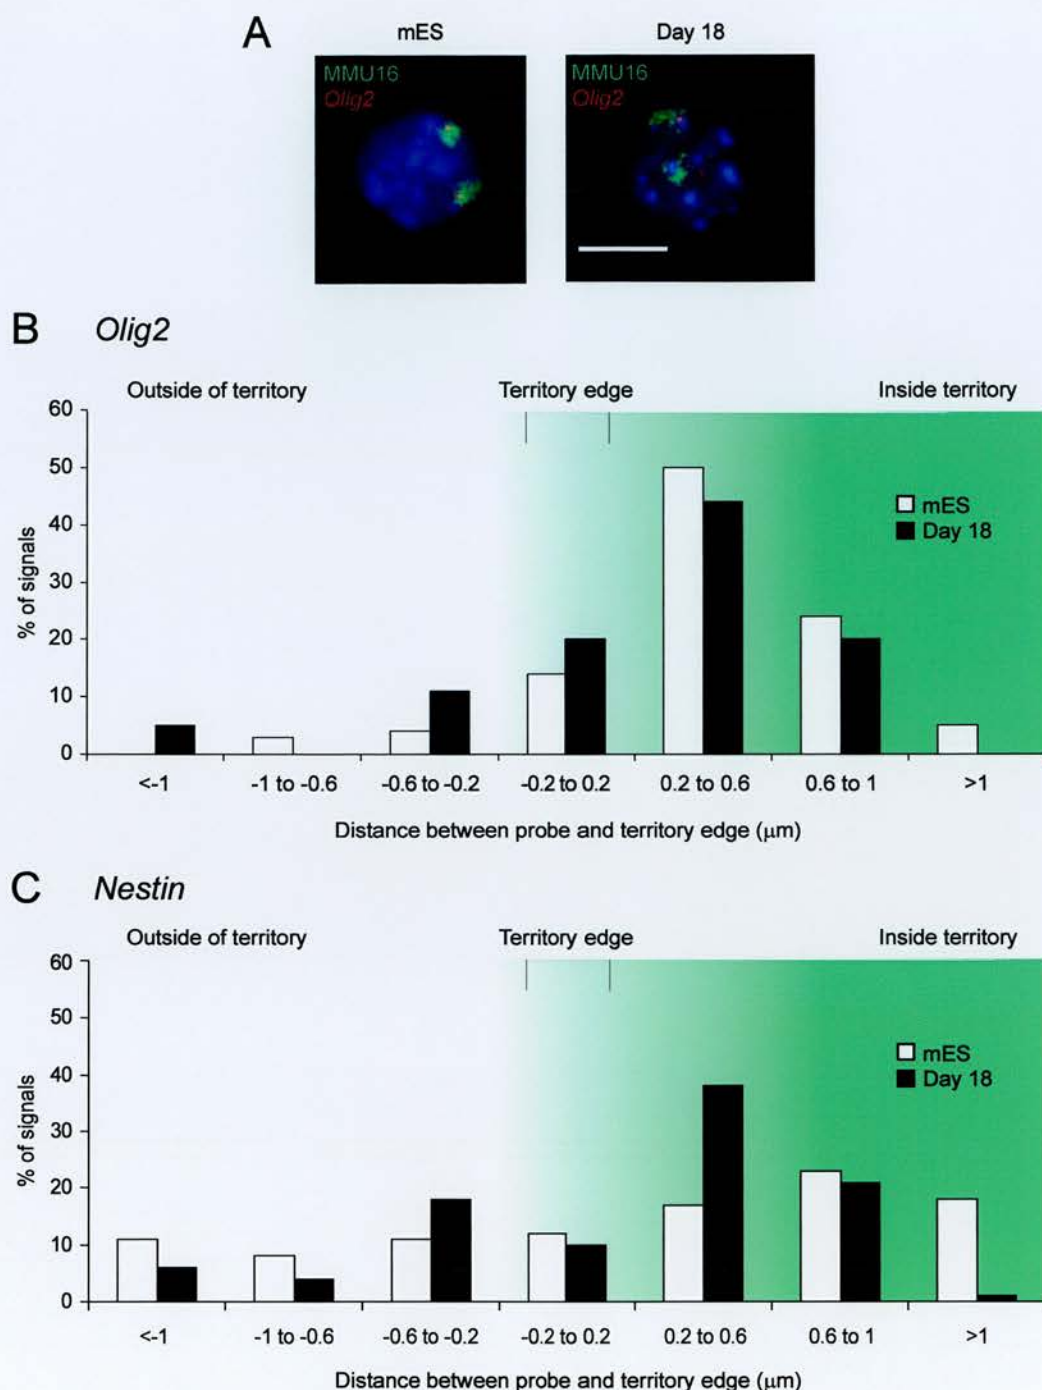 A
mES
Day 18
MMU16
Olig2
MMU16
Olig2
B Olig2
Outside of territory Territory edge Inside territory
60
50
40
30
20
10
0
% of signals
mES
Day 18
<-1 -1 to -0.6 -0.6 to -0.2 -0.2 to 0.2 0.2 to 0.6 0.6 to 1 >1
Distance between probe and territory edge (µm)
C Nestin
Outside of territory Territory edge Inside territory
60
50
40
30
20
10
0
% of signals
mES
Day 18
<-1 -1 to -0.6 -0.6 to -0.2 -0.2 to 0.2 0.2 to 0.6 0.6 to 1 >1
Distance between probe and territory edge (µm)